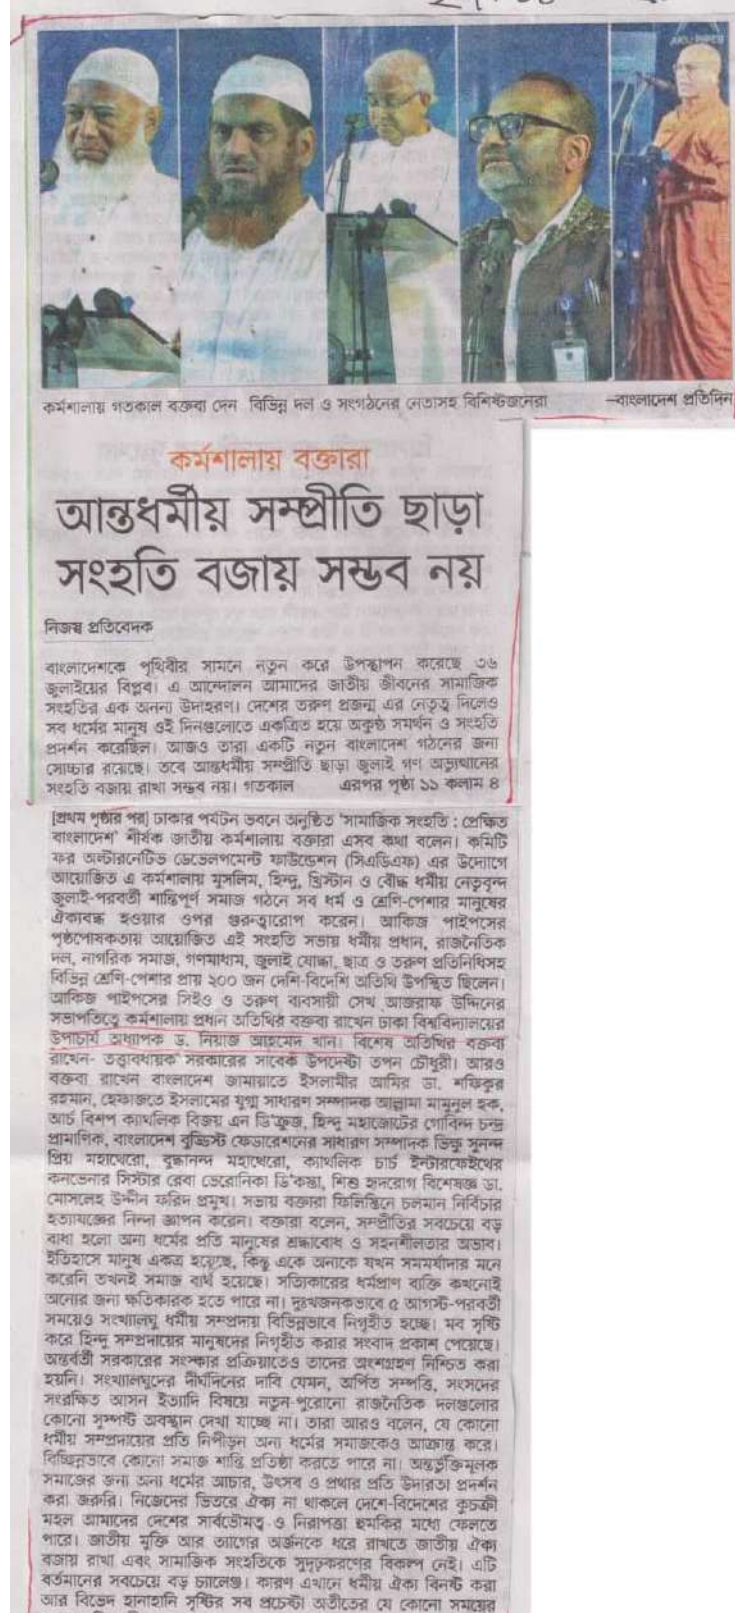 AKIJ PIPES
কর্মশালায় গতকাল বক্তব্য দেন বিভিন্ন দল ও সংগঠনের নেতাসহ বিশিষ্টজনেরা —বাংলাদেশ প্রতিদিন
কর্মশালায় বক্তারা
আন্তধর্মীয় সম্প্রীতি ছাড়া
সংহতি বজায় সম্ভব নয়
নিজস্ব প্রতিবেদক
বাংলাদেশকে পৃথিবীর সামনে নতুন করে উপস্থাপন করেছে ৩৬
জুলাইয়ের বিপ্লব। এ আন্দোলন আমাদের জাতীয় জীবনের সামাজিক
সংহতির এক অনন্য উদাহরণ। দেশের তরুণ প্রজন্ম এর নেতৃত্ব দিলেও
সব ধর্মের মানুষ ওই দিনগুলোতে একত্রিত হয়ে অকুণ্ঠ সমর্থন ও সংহতি
প্রদর্শন করেছিল। আজও তারা একটি নতুন বাংলাদেশ গঠনের জন্য
সোচ্চার রয়েছে। তবে আন্তধর্মীয় সম্প্রীতি ছাড়া জুলাই গণ অভ্যুত্থানের
সংহতি বজায় রাখা সম্ভব নয়। গতকাল এরপর পৃষ্ঠা ১১ কলাম ৪
[প্রথম পৃষ্ঠার পর] ঢাকার পর্যটন ভবনে অনুষ্ঠিত ‘সামাজিক সংহতি : প্রেক্ষিত
বাংলাদেশ’ শীর্ষক জাতীয় কর্মশালায় বক্তারা এসব কথা বলেন। কমিটি
ফর অল্টারনেটিভ ডেভেলপমেন্ট ফাউন্ডেশন (সিএডিএফ) এর উদ্যোগে
আয়োজিত এ কর্মশালায় মুসলিম, হিন্দু, খ্রিস্টান ও বৌদ্ধ ধর্মীয় নেতৃবৃন্দ
জুলাই-পরবর্তী শান্তিপূর্ণ সমাজ গঠনে সব ধর্ম ও শ্রেণি-পেশার মানুষের
ঐক্যবদ্ধ হওয়ার ওপর গুরুত্বারোপ করেন। আকিজ পাইপসের
পৃষ্ঠপোষকতায় আয়োজিত এই সংহতি সভায় ধর্মীয় প্রধান, রাজনৈতিক
দল, নাগরিক সমাজ, গণমাধ্যম, জুলাই যোদ্ধা, ছাত্র ও তরুণ প্রতিনিধিসহ
বিভিন্ন শ্রেণি-পেশার প্রায় ২০০ জন দেশি-বিদেশি অতিথি উপস্থিত ছিলেন।
আকিজ পাইপসের সিইও ও তরুণ ব্যবসায়ী সেখ আজরাফ উদ্দিনের
সভাপতিত্বে কর্মশালায় প্রধান অতিথির বক্তব্য রাখেন ঢাকা বিশ্ববিদ্যালয়ের
উপাচার্য অধ্যাপক ড. নিয়াজ আহমেদ খান। বিশেষ অতিথির বক্তব্য
রাখেন- তত্ত্বাবধায়ক সরকারের সাবেক উপদেষ্টা তপন চৌধুরী। আরও
বক্তব্য রাখেন বাংলাদেশ জামায়াতে ইসলামীর আমির ডা. শফিকুর
রহমান, হেফাজতে ইসলামের যুগ্ম সাধারণ সম্পাদক আল্লামা মামুনুল হক,
আর্চ বিশপ ক্যাথলিক বিজয় এন ডি’ক্রুজ, হিন্দু মহাজোটের গোবিন্দ চন্দ্র
প্রামাণিক, বাংলাদেশ বুড্ডিস্ট ফেডারেশনের সাধারণ সম্পাদক ভিক্ষু সুনন্দ
প্রিয় মহাথেরো, বুদ্ধানন্দ মহাথেরো, ক্যাথলিক চার্চ ইন্টারফেইথের
কনভেনার সিস্টার রেবা ভেরোনিকা ডি’কস্তা, শিশু হৃদরোগ বিশেষজ্ঞ ডা.
মোসলেহ উদ্দীন ফরিদ প্রমুখ। সভায় বক্তারা ফিলিস্তিনে চলমান নির্বিচার
হত্যাযজ্ঞের নিন্দা জ্ঞাপন করেন। বক্তারা বলেন, সম্প্রীতির সবচেয়ে বড়
বাধা হলো অন্য ধর্মের প্রতি মানুষের শ্রদ্ধাবোধ ও সহনশীলতার অভাব।
ইতিহাসে মানুষ একত্র হয়েছে, কিন্তু একে অন্যকে যখন সমমর্যাদার মনে
করেনি তখনই সমাজ ব্যর্থ হয়েছে। সত্যিকারের ধর্মপ্রাণ ব্যক্তি কখনোই
অন্যের জন্য ক্ষতিকারক হতে পারে না। দুঃখজনকভাবে ৫ আগস্ট-পরবর্তী
সময়েও সংখ্যালঘু ধর্মীয় সম্প্রদায় বিভিন্নভাবে নিগৃহীত হচ্ছে। মব সৃষ্টি
করে হিন্দু সম্প্রদায়ের মানুষদের নিগৃহীত করার সংবাদ প্রকাশ পেয়েছে।
অন্তর্বর্তী সরকারের সংস্কার প্রক্রিয়াতেও তাদের অংশগ্রহণ নিশ্চিত করা
হয়নি। সংখ্যালঘুদের দীর্ঘদিনের দাবি যেমন, অর্পিত সম্পত্তি, সংসদের
সংরক্ষিত আসন ইত্যাদি বিষয়ে নতুন-পুরোনো রাজনৈতিক দলগুলোর
কোনো সুস্পষ্ট অবস্থান দেখা যাচ্ছে না। তারা আরও বলেন, যে কোনো
ধর্মীয় সম্প্রদায়ের প্রতি নিপীড়ন অন্য ধর্মের সমাজকেও আক্রান্ত করে।
বিচ্ছিন্নভাবে কোনো সমাজ শান্তি প্রতিষ্ঠা করতে পারে না। অন্তর্ভুক্তিমূলক
সমাজের জন্য অন্য ধর্মের আচার, উৎসব ও প্রথার প্রতি উদারতা প্রদর্শন
করা জরুরি। নিজেদের ভিতরে ঐক্য না থাকলে দেশে-বিদেশের কুচক্রী
মহল আমাদের দেশের সার্বভৌমত্ব ও নিরাপত্তা হুমকির মধ্যে ফেলতে
পারে। জাতীয় মুক্তি আর ত্যাগের অর্জনকে ধরে রাখতে জাতীয় ঐক্য
বজায় রাখা এবং সামাজিক সংহতিকে সুদৃঢ়করণের বিকল্প নেই। এটি
বর্তমানের সবচেয়ে বড় চ্যালেঞ্জ। কারণ এখানে ধর্মীয় ঐক্য বিনষ্ট করা
আর বিভেদ হানাহানি সৃষ্টির সব প্রচেষ্টা অতীতের যে কোনো সময়ের